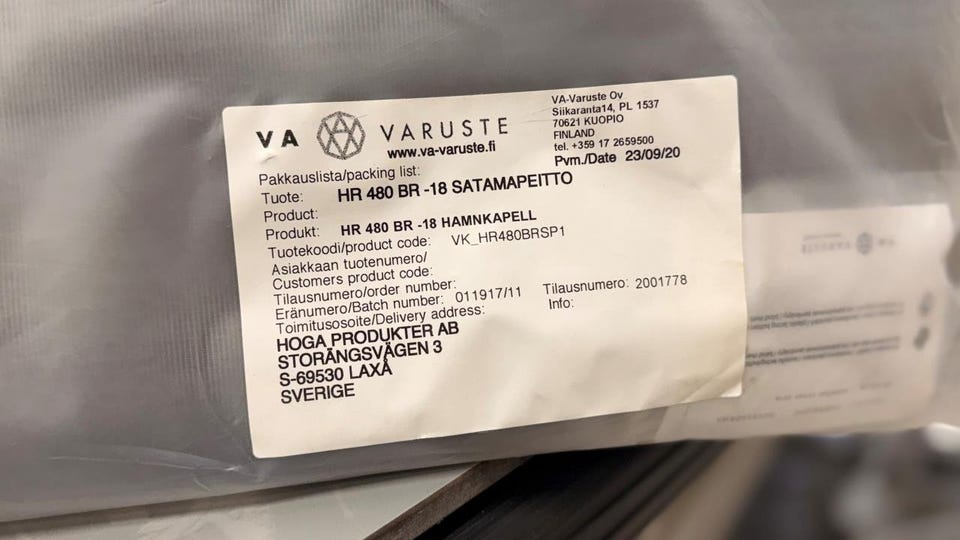 VA VARUSTE
www.va-varuste.fi
VA-Varuste Oy
Siikaranta14, PL 1537
70621 KUOPIO
FINLAND
tel. +359 17 2659500
Pvm./Date 23/09/20
Pakkauslista/packing list:
Tuote: HR 480 BR -18 SATAMAPEITTO
Product:
Produkt: HR 480 BR -18 HAMNKAPELL
Tuotekoodi/product code: VK_HR480BRSP1
Asiakkaan tuotenumero/
Customers product code:
Tilausnumero/order number:
Eränumero/Batch number: 011917/11
Tilausnumero: 2001778
Info:
Toimitusosoite/Delivery address:
HOGA PRODUKTER AB
STORÄNGSVÄGEN 3
S-69530 LAXÅ
SVERIGE